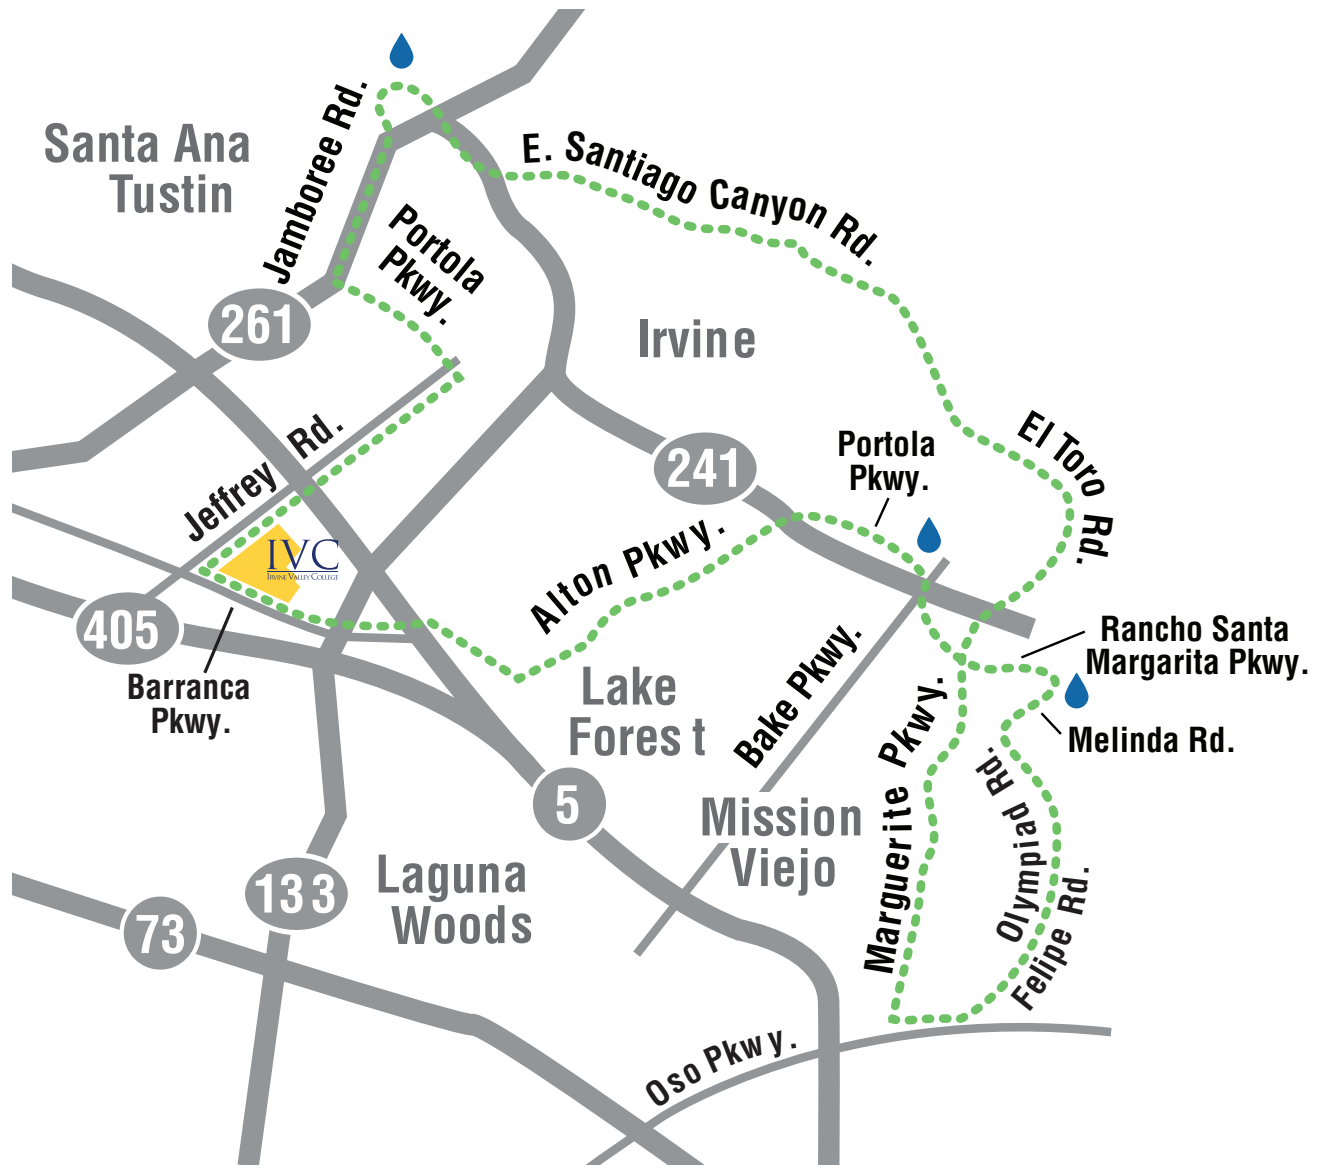 Jamboree Rd.
Santa Ana
Tustin
E. Santiago Canyon Rd.
Portola
Pkwy.
261
Irvine
Jeffrey Rd.
El Toro Rd.
241
Portola
Pkwy.
IVC
IRVINE VALLEY COLLEGE
Alton Pkwy.
405
Barranca
Pkwy.
Rancho Santa
Margarita Pkwy.
Lake
Forest
Bake Pkwy.
Melinda Rd.
Marguerite Pkwy.
Olympiad Rd.
Felipe Rd.
5
Mission
Viejo
Laguna
Woods
133
73
Oso Pkwy.